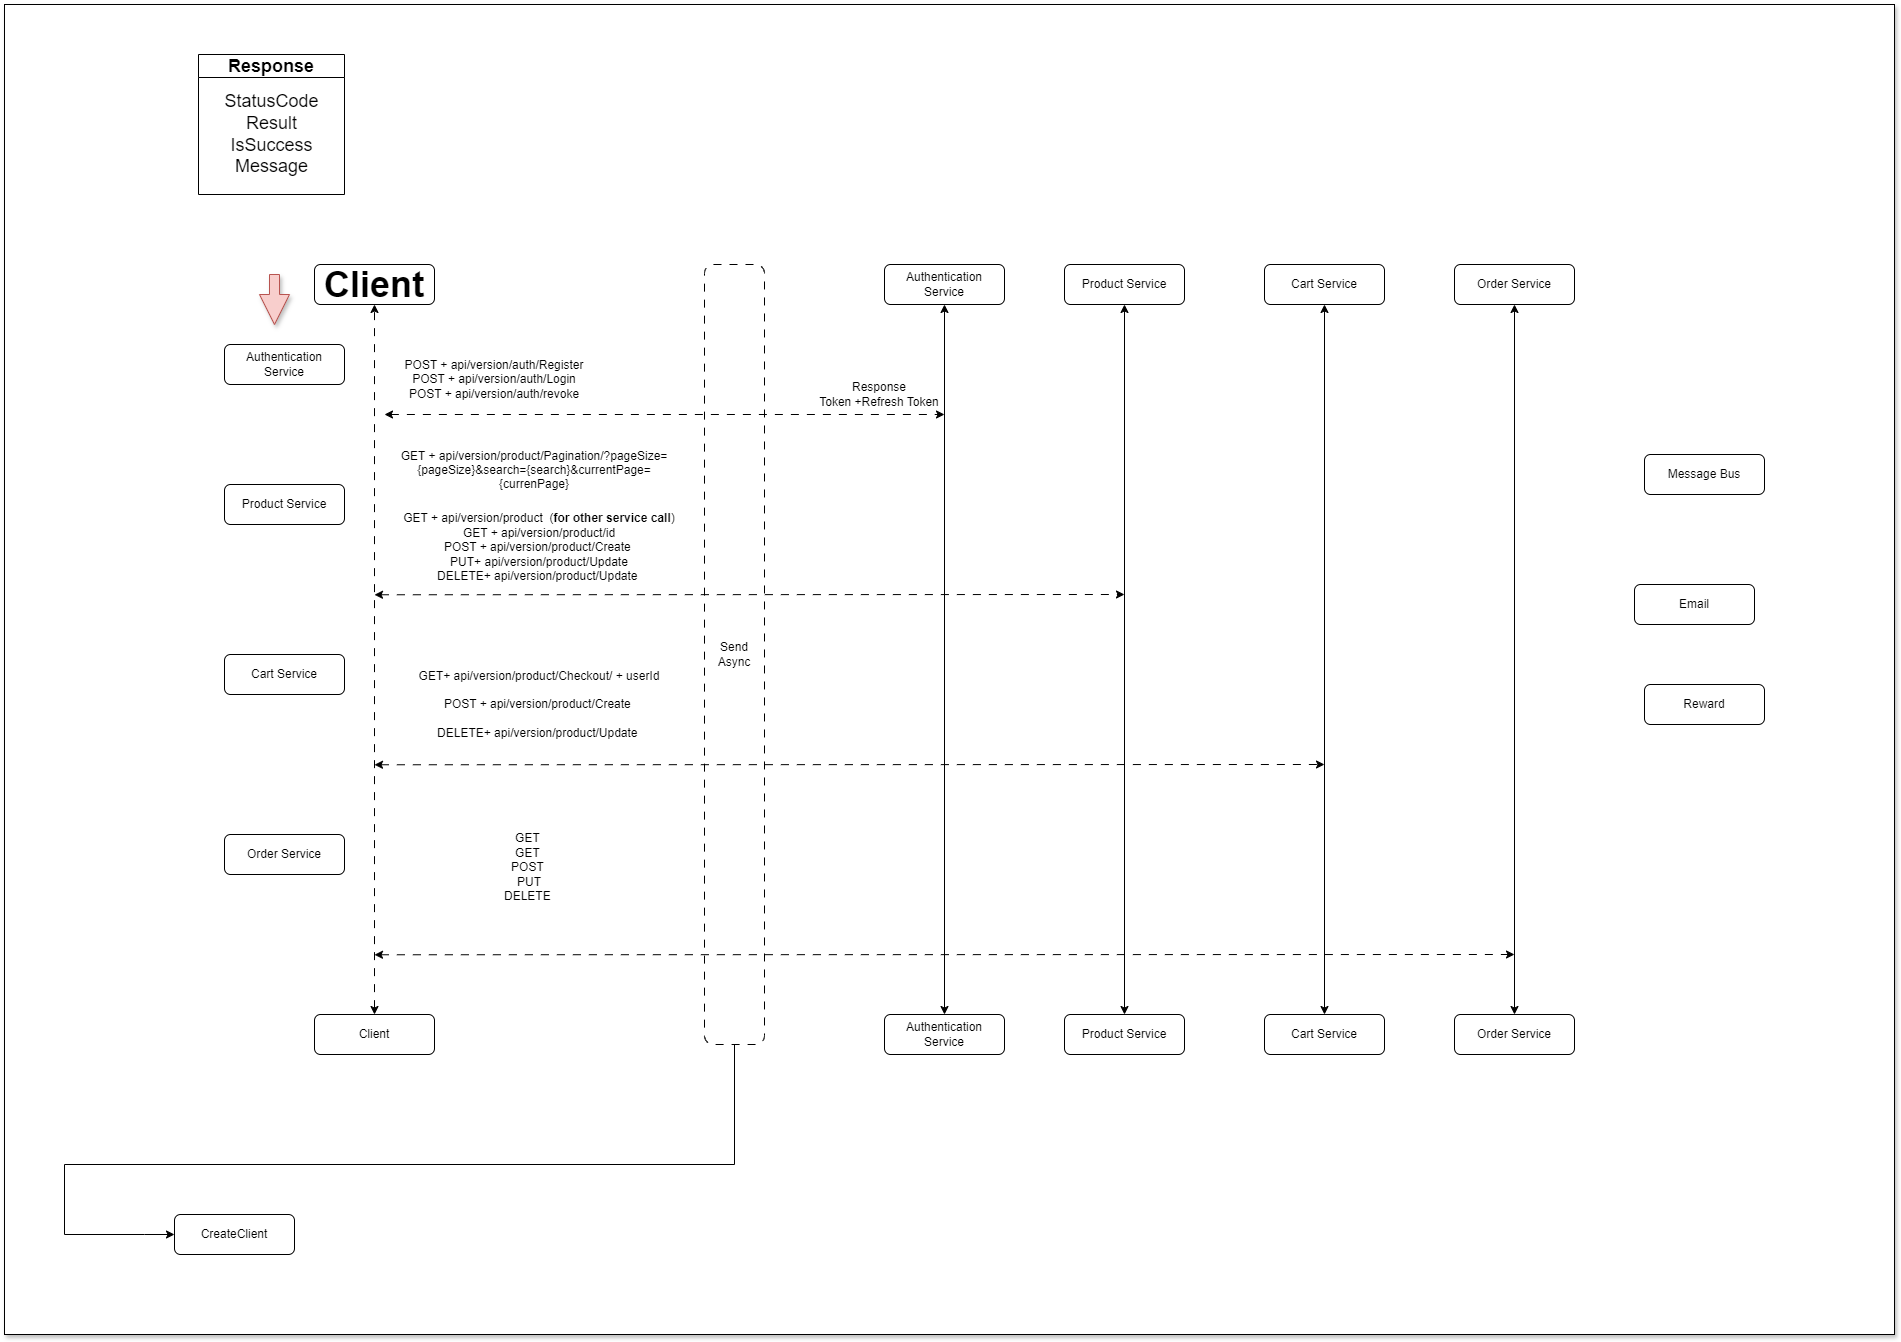 Response
StatusCode
Result
IsSuccess
Message
Client
Authentication
Service
Product Service
Cart Service
Order Service
Authentication
Service
POST + api/version/auth/Register
POST + api/version/auth/Login
POST + api/version/auth/revoke
Response
Token +Refresh Token
GET + api/version/product/Pagination/?pageSize=
{pageSize}&search={search}&currentPage=
{currenPage}
Message Bus
Product Service
GET + api/version/product  (for other service call)
GET + api/version/product/id
POST + api/version/product/Create
PUT+ api/version/product/Update
DELETE+ api/version/product/Update
Email
Send
Async
Cart Service
GET+ api/version/product/Checkout/ + userId
POST + api/version/product/Create
DELETE+ api/version/product/Update
Reward
Order Service
GET
GET
POST
PUT
DELETE
Client
Authentication
Service
Product Service
Cart Service
Order Service
CreateClient